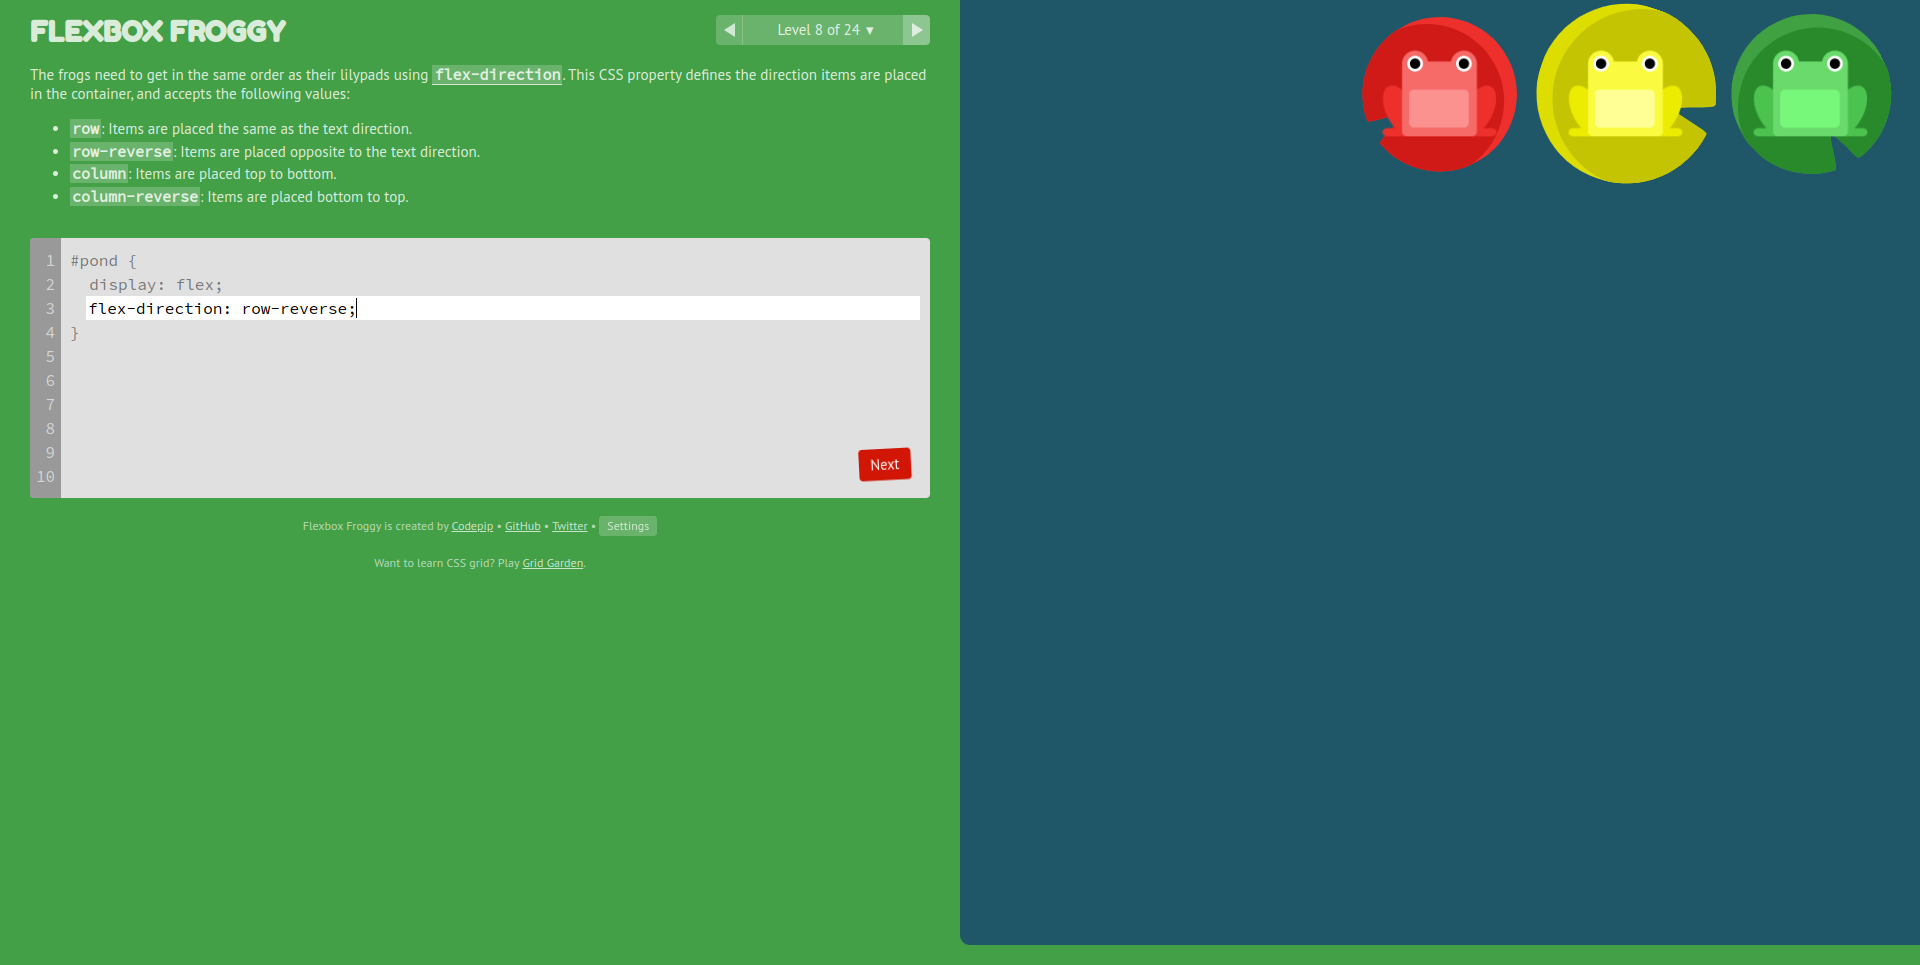 FLEXBOX FROGGY
◀ Level 8 of 24 ▼ ▶
The frogs need to get in the same order as their lilypads using flex-direction. This CSS property defines the direction items are placed
in the container, and accepts the following values:
• row: Items are placed the same as the text direction.
• row-reverse: Items are placed opposite to the text direction.
• column: Items are placed top to bottom.
• column-reverse: Items are placed bottom to top.
1 #pond {
2 display: flex;
3 flex-direction: row-reverse;
4 }
5
6
7
8
9
10
Next
Flexbox Froggy is created by Codepip • GitHub • Twitter • Settings
Want to learn CSS grid? Play Grid Garden.